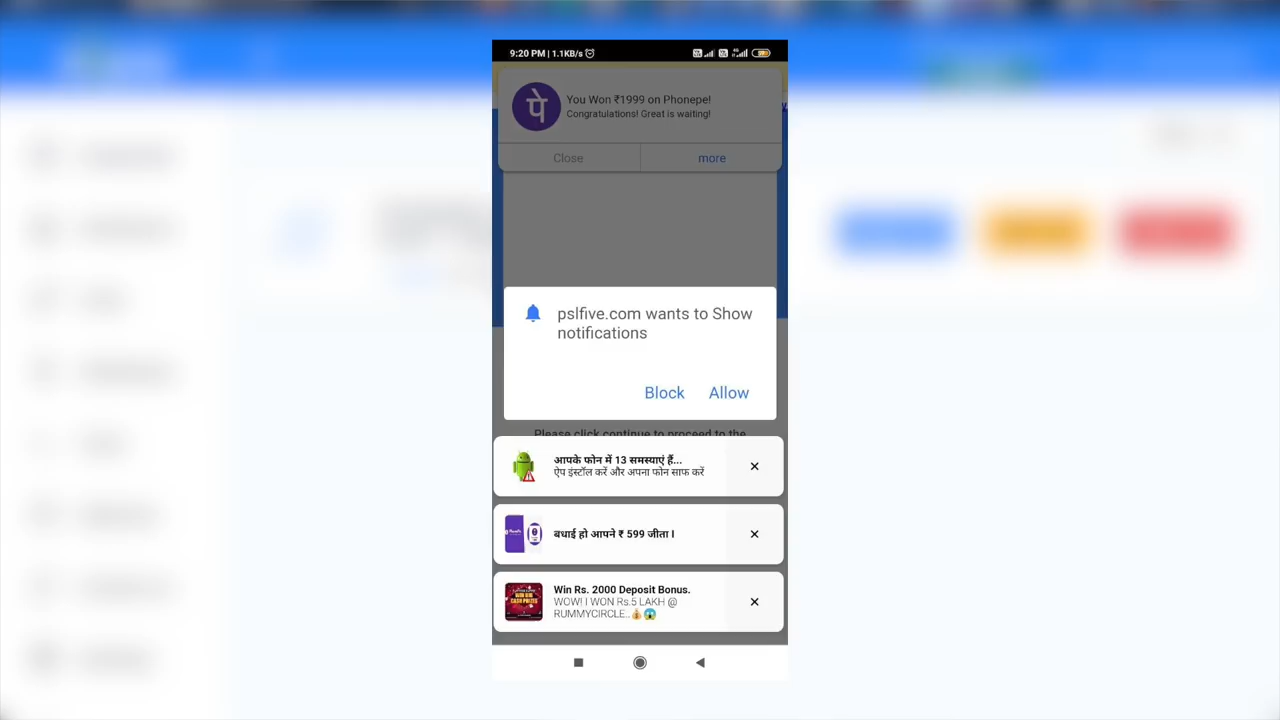 9:20 PM | 1.1KB/s
You Won ₹1999 on Phonepe!
Congratulations! Great is waiting!
Close
more
pslfive.com wants to Show
notifications
Block
Allow
Please click continue to proceed to the
आपके फोन में 13 समस्याएं हैं...
ऐप इंस्टॉल करें और अपना फोन साफ करें
बधाई हो आपने ₹ 599 जीता।
Win Rs. 2000 Deposit Bonus.
WOW! I WON Rs.5 LAKH @
RUMMYCIRCLE..💰😱